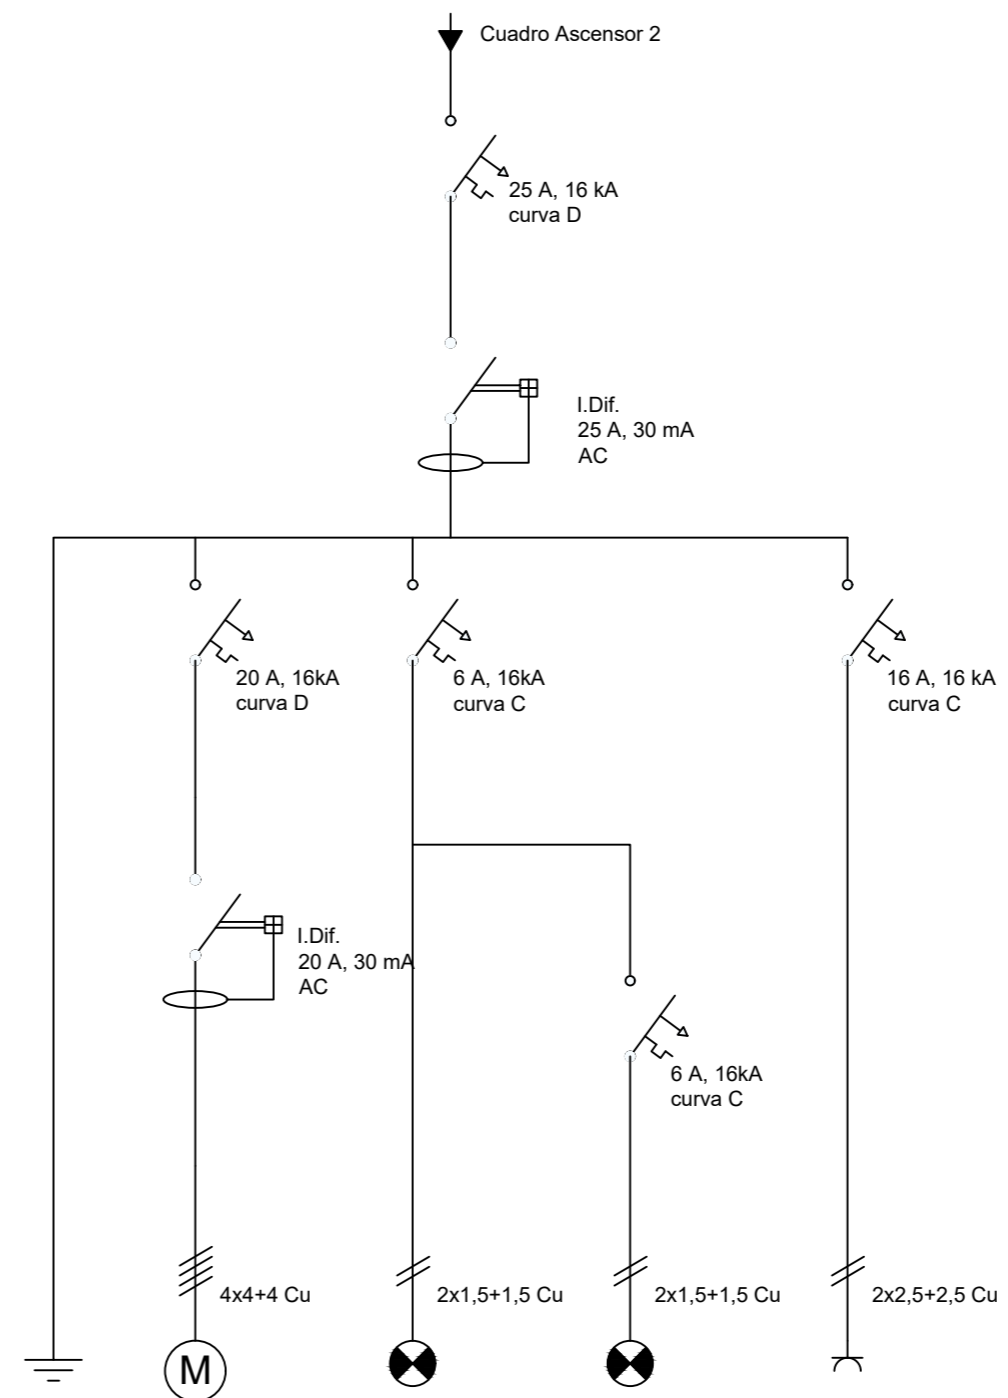 Cuadro Ascensor 2
25 A, 16 kA
curva D
I.Dif.
25 A, 30 mA
AC
20 A, 16kA
curva D
6 A, 16kA
curva C
16 A, 16 kA
curva C
I.Dif.
20 A, 30 mA
AC
6 A, 16kA
curva C
4x4+4 Cu
2x1,5+1,5 Cu
2x1,5+1,5 Cu
2x2,5+2,5 Cu
M